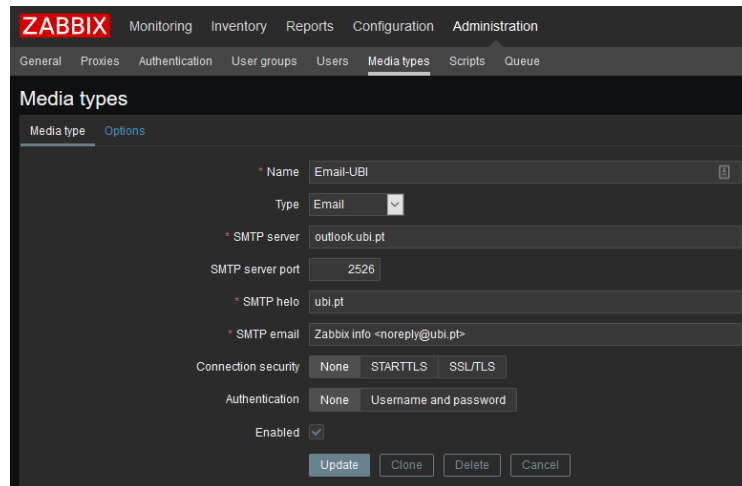 ZABBIX Monitoring Inventory Reports Configuration Administration
General Proxies Authentication User groups Users Media types Scripts Queue
Media types
Media type Options
* Name Email-UBI
Type Email
* SMTP server outlook.ubi.pt
SMTP server port 2526
* SMTP helo ubi.pt
* SMTP email Zabbix info <noreply@ubi.pt>
Connection security None STARTTLS SSL/TLS
Authentication None Username and password
Enabled
Update Clone Delete Cancel